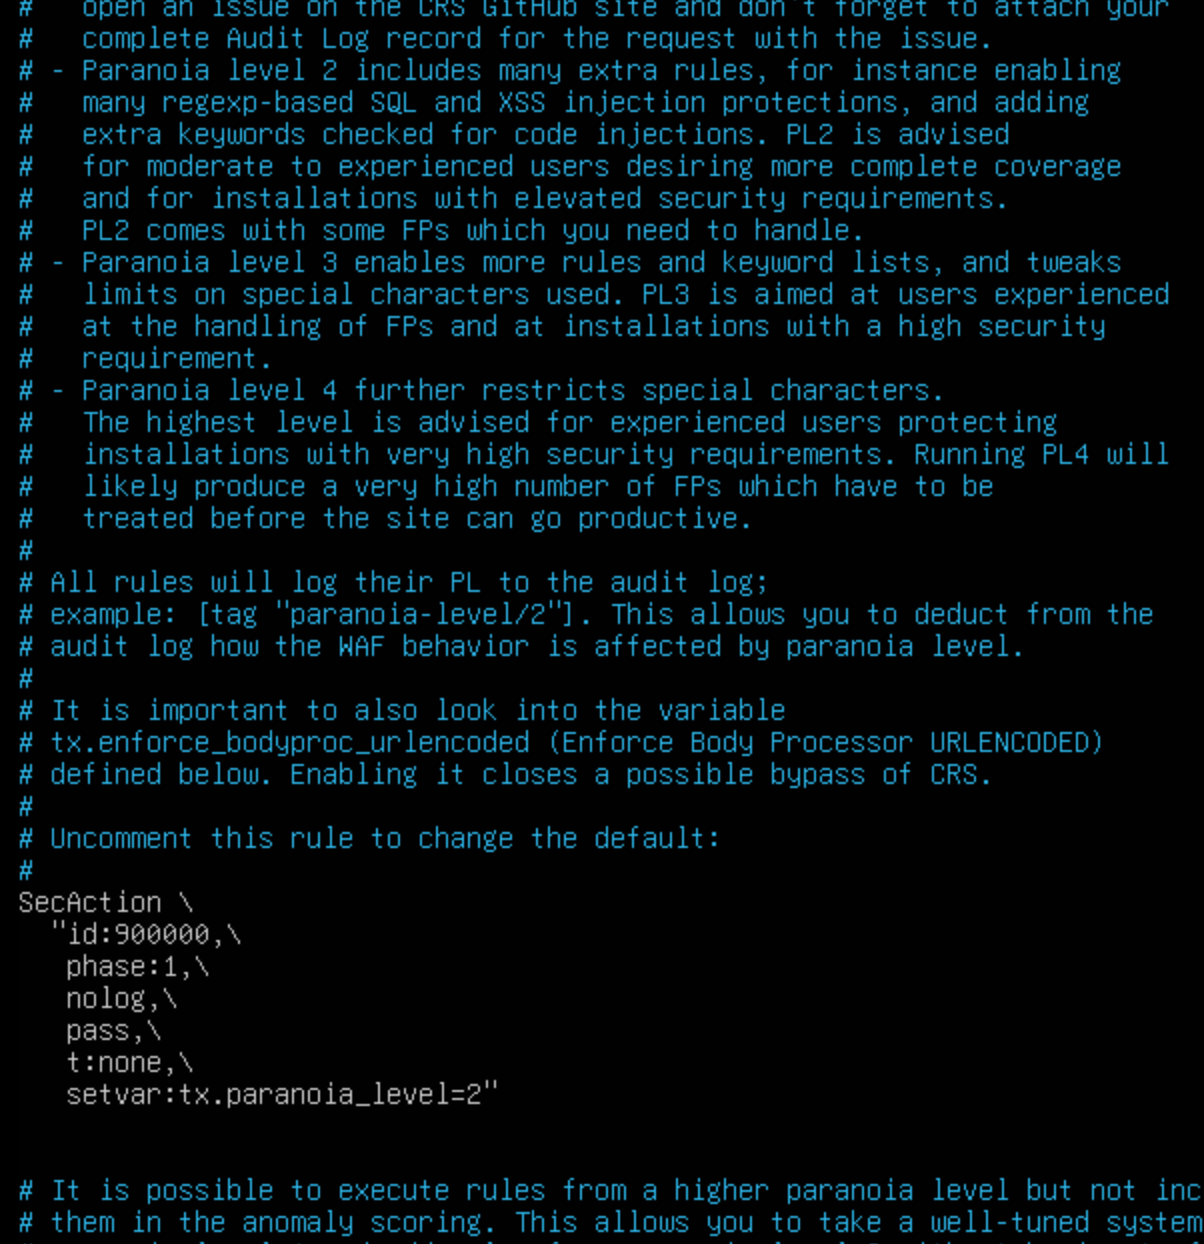 #   open an issue on the CRS GitHub site and don't forget to attach your
#   complete Audit Log record for the request with the issue.
# - Paranoia level 2 includes many extra rules, for instance enabling
#   many regexp-based SQL and XSS injection protections, and adding
#   extra keywords checked for code injections. PL2 is advised
#   for moderate to experienced users desiring more complete coverage
#   and for installations with elevated security requirements.
#   PL2 comes with some FPs which you need to handle.
# - Paranoia level 3 enables more rules and keyword lists, and tweaks
#   limits on special characters used. PL3 is aimed at users experienced
#   at the handling of FPs and at installations with a high security
#   requirement.
# - Paranoia level 4 further restricts special characters.
#   The highest level is advised for experienced users protecting
#   installations with very high security requirements. Running PL4 will
#   likely produce a very high number of FPs which have to be
#   treated before the site can go productive.
#
# All rules will log their PL to the audit log;
# example: [tag "paranoia-level/2"]. This allows you to deduct from the
# audit log how the WAF behavior is affected by paranoia level.
#
# It is important to also look into the variable
# tx.enforce_bodyproc_urlencoded (Enforce Body Processor URLENCODED)
# defined below. Enabling it closes a possible bypass of CRS.
#
# Uncomment this rule to change the default:
#
SecAction \
  "id:900000,\
   phase:1,\
   nolog,\
   pass,\
   t:none,\
   setvar:tx.paranoia_level=2"
# It is possible to execute rules from a higher paranoia level but not inc
# them in the anomaly scoring. This allows you to take a well-tuned system